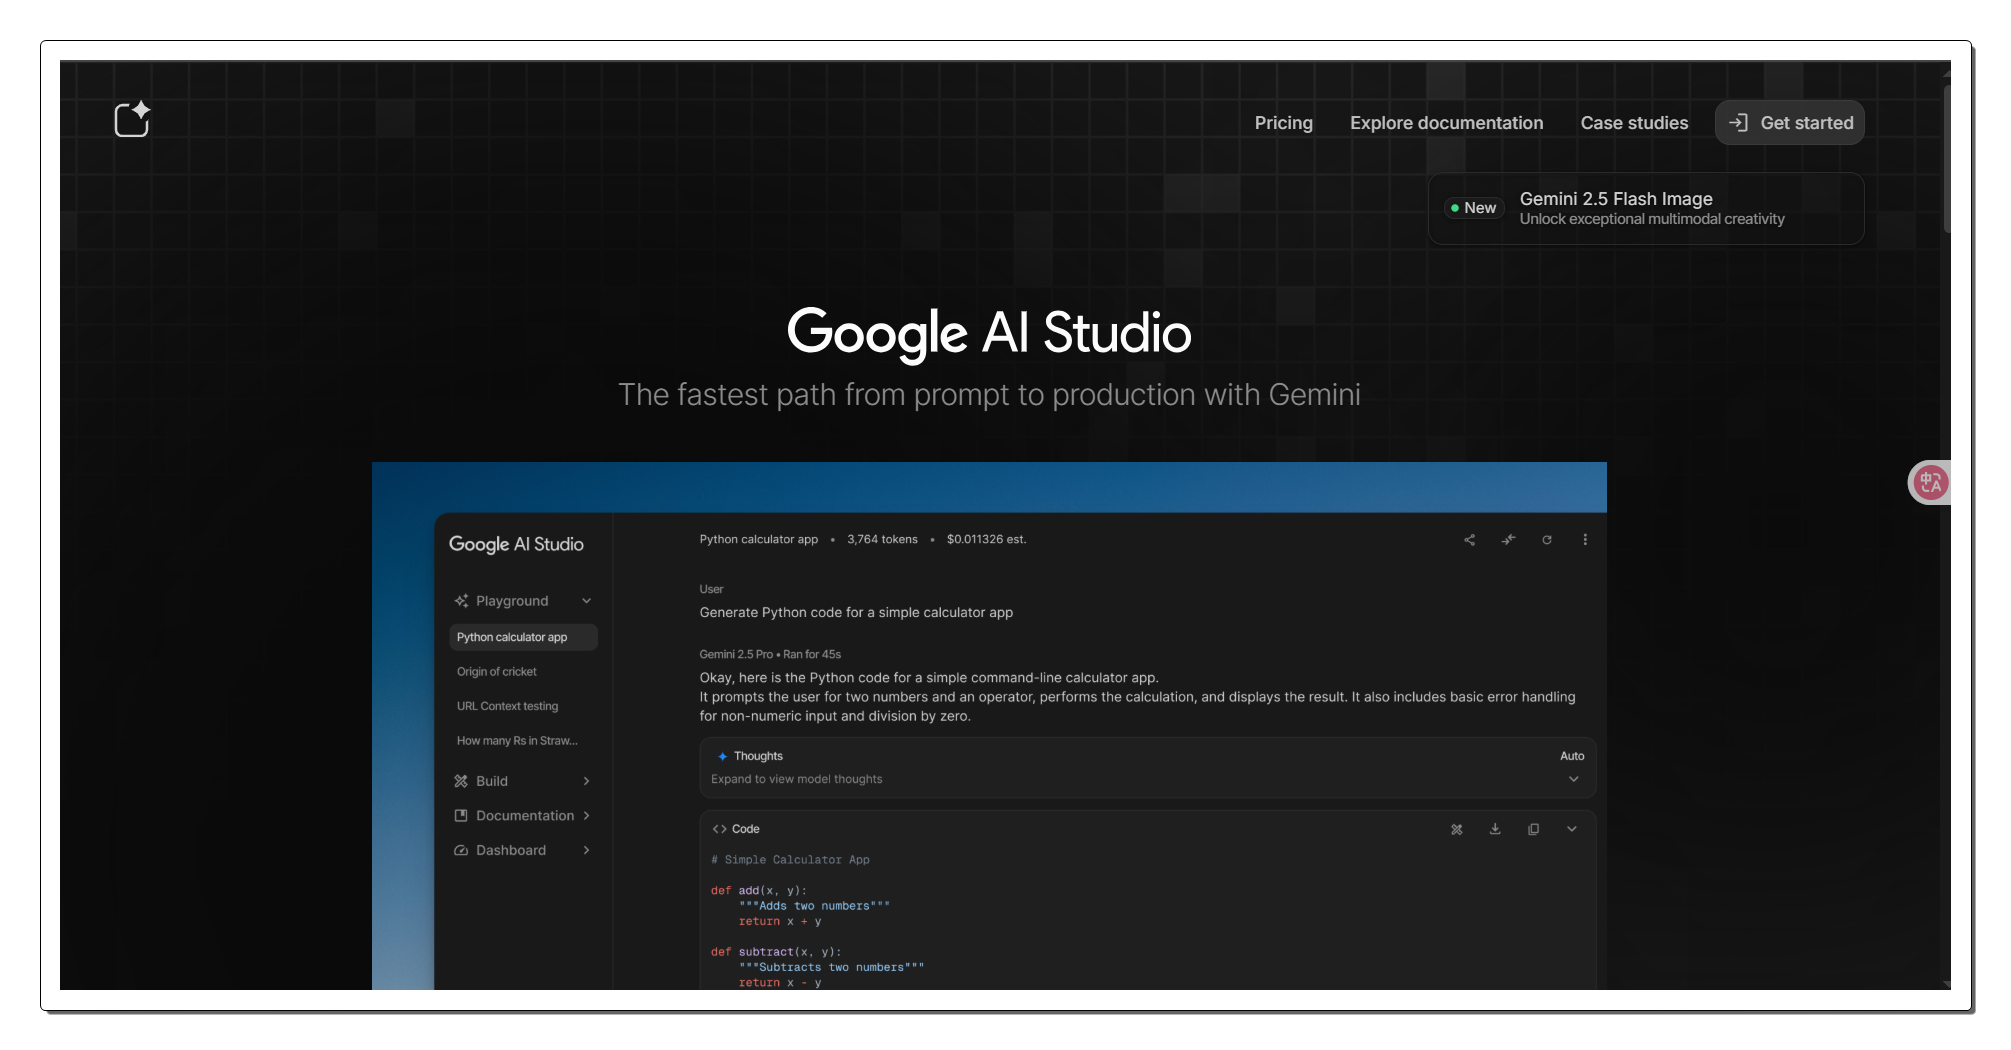 Pricing
Explore documentation
Case studies
Get started
New
Gemini 2.5 Flash Image
Unlock exceptional multimodal creativity
Google AI Studio
The fastest path from prompt to production with Gemini
中
A
Google AI Studio
Playground
Python calculator app
Origin of cricket
URL Context testing
How many Rs in Straw...
Build
Documentation
Dashboard
Python calculator app • 3,764 tokens • $0.011326 est.
User
Generate Python code for a simple calculator app
Gemini 2.5 Pro • Ran for 45s
Okay, here is the Python code for a simple command-line calculator app.
It prompts the user for two numbers and an operator, performs the calculation, and displays the result. It also includes basic error handling
for non-numeric input and division by zero.
Thoughts
Auto
Expand to view model thoughts
<> Code
# Simple Calculator App
def add(x, y):
"""Adds two numbers"""
return x + y
def subtract(x, y):
"""Subtracts two numbers"""
return x - y